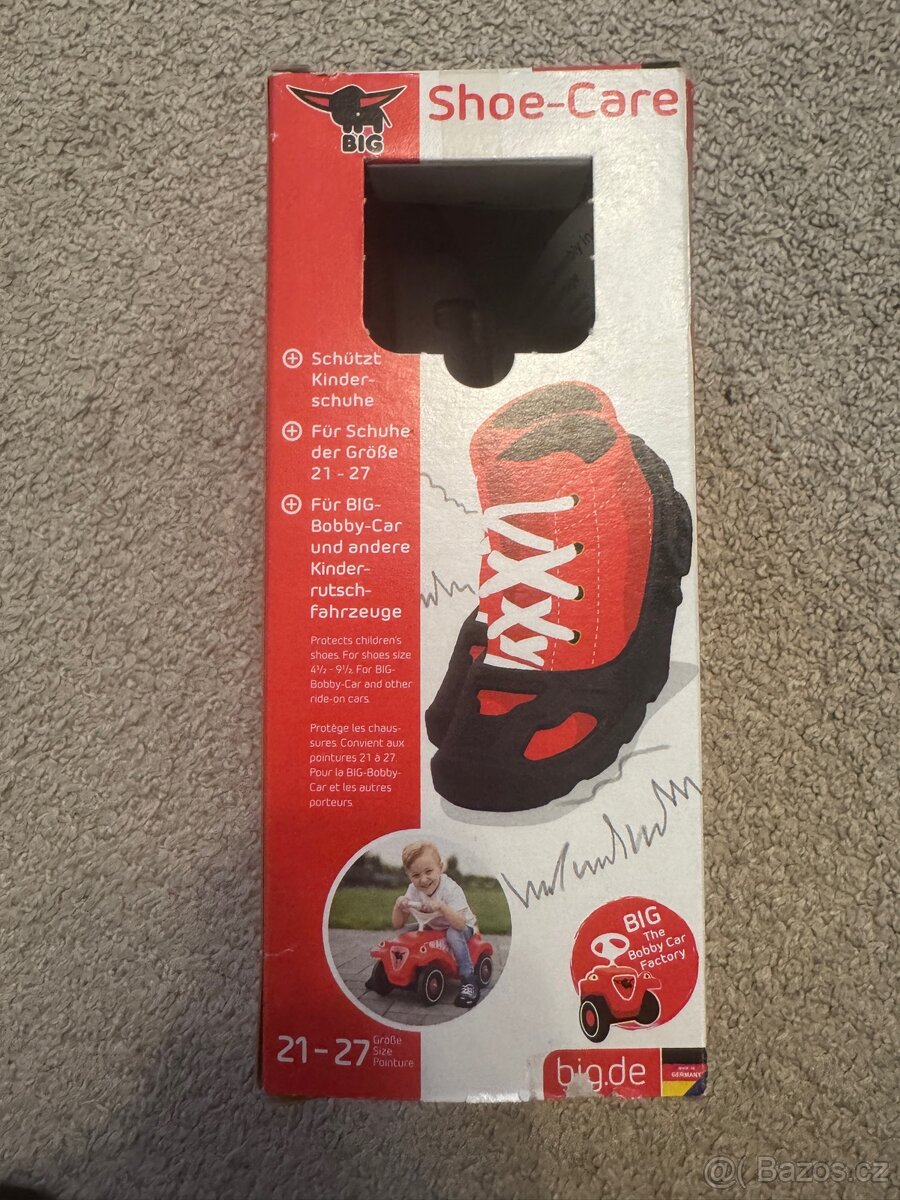 BIG
Shoe-Care
Schützt
Kinder-
schuhe
Für Schuhe
der Größe
21 - 27
Für BIG-
Bobby-Car
und andere
Kinder-
rutsch-
fahrzeuge
Protects children's
shoes. For shoes size
4½ - 9½. For BIG-
Bobby-Car and other
ride-on cars.
Protège les chaus-
sures. Convient aux
pointures 21 à 27.
Pour la BIG-Bobby-
Car et les autres
porteurs.
BIG
The
Bobby Car
Factory
21 - 27
Größe
Size
Pointure
big.de
MADE IN
GERMANY
@ Bazos.cz